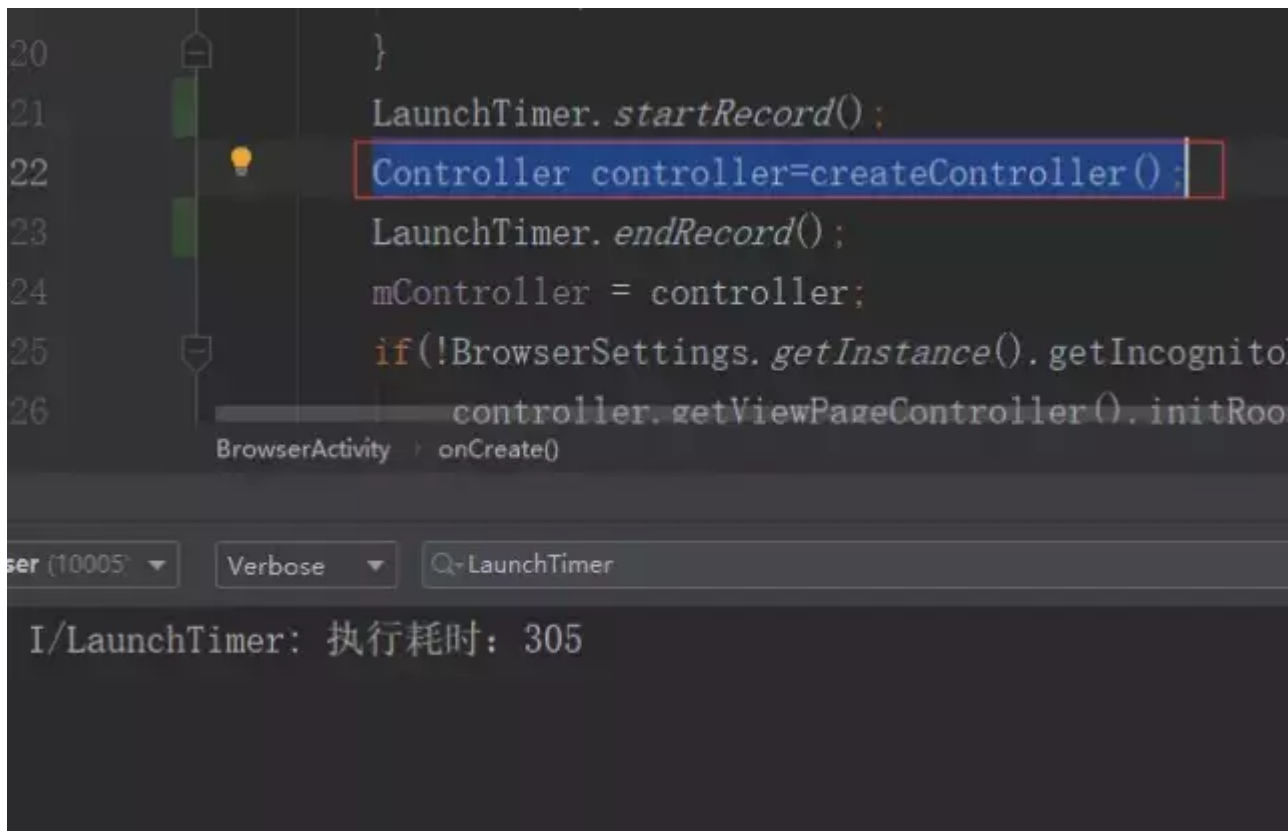 20 }
21 LaunchTimer.startRecord();
22 Controller controller=createController();
23 LaunchTimer.endRecord();
24 mController = controller;
25 if(!BrowserSettings.getInstance().getIncognito
26 controller.getViewPageController().initRoo
BrowserActivity onCreate()
ser (10005 Verbose LaunchTimer
I/LaunchTimer: 执行耗时：305